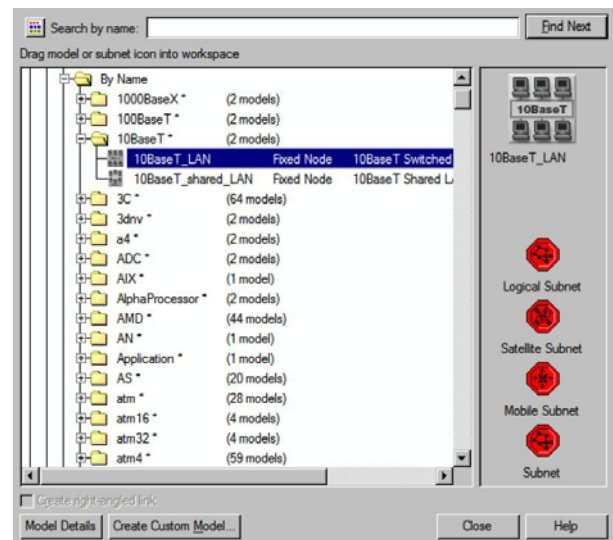 Search by name:
Find Next
Drag model or subnet icon into workspace
By Name
1000BaseX * (2 models)
100BaseT * (2 models)
10BaseT * (2 models)
10BaseT_LAN Fixed Node 10BaseT Switched
10BaseT_shared_LAN Fixed Node 10BaseT Shared L
3C * (64 models)
3dnv * (2 models)
a4 * (2 models)
ADC * (2 models)
AIX * (1 model)
AlphaProcessor * (2 models)
AMD * (44 models)
AN * (1 model)
Application * (1 model)
AS * (20 models)
atm * (28 models)
atm16 * (4 models)
atm32 * (4 models)
atm4 * (59 models)
10BaseT
10BaseT_LAN
Logical Subnet
Satellite Subnet
Mobile Subnet
Subnet
Create right-angled link
Model Details
Create Custom Model...
Close
Help